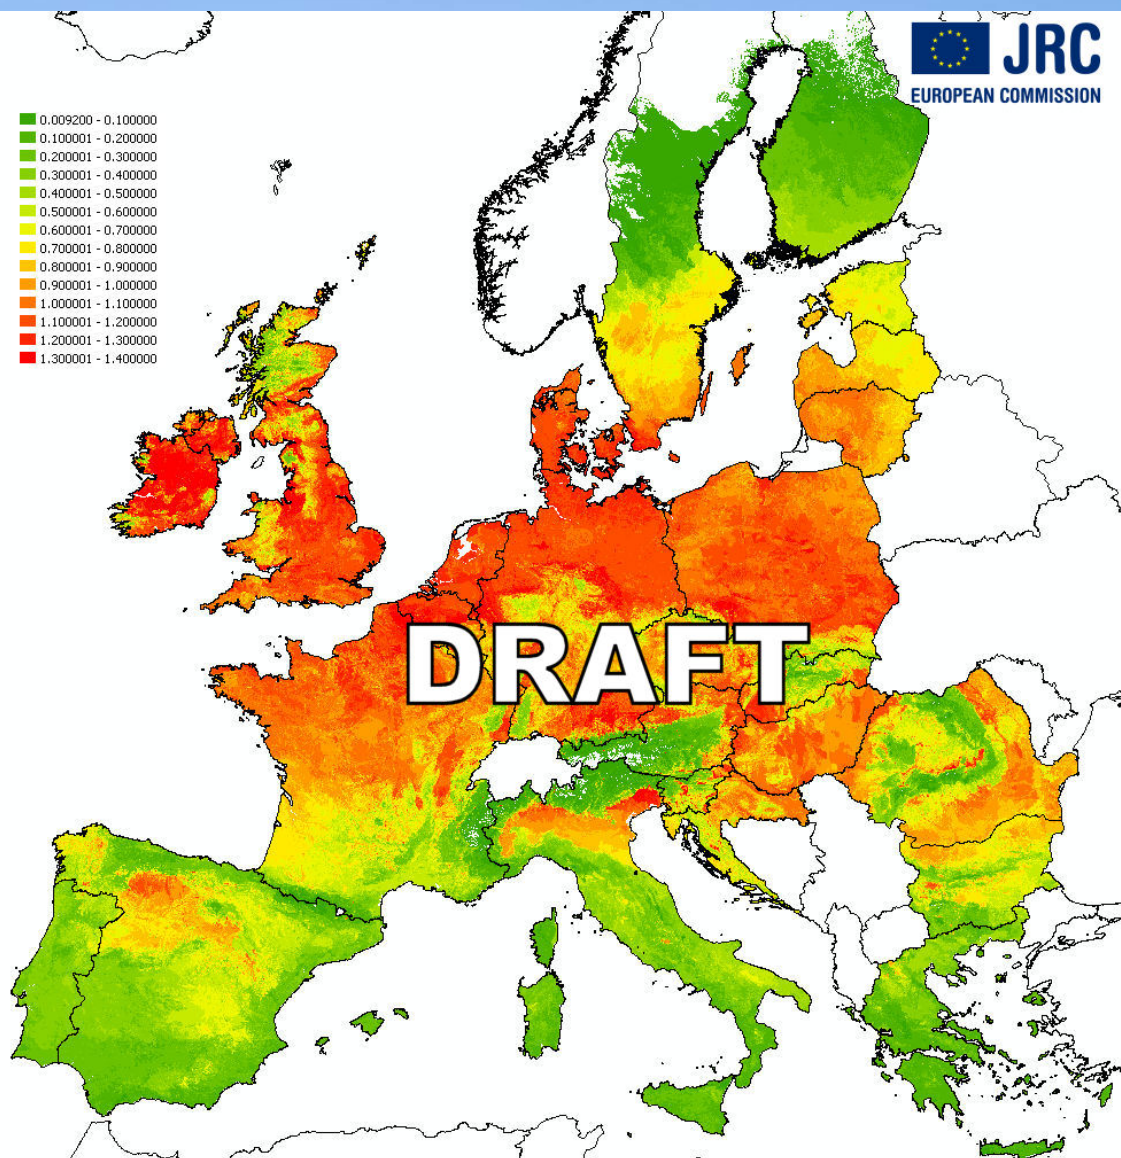 JRC
EUROPEAN COMMISSION
0.009200 - 0.100000
0.100001 - 0.200000
0.200001 - 0.300000
0.300001 - 0.400000
0.400001 - 0.500000
0.500001 - 0.600000
0.600001 - 0.700000
0.700001 - 0.800000
0.800001 - 0.900000
0.900001 - 1.000000
1.000001 - 1.100000
1.100001 - 1.200000
1.200001 - 1.300000
1.300001 - 1.400000
DRAFT